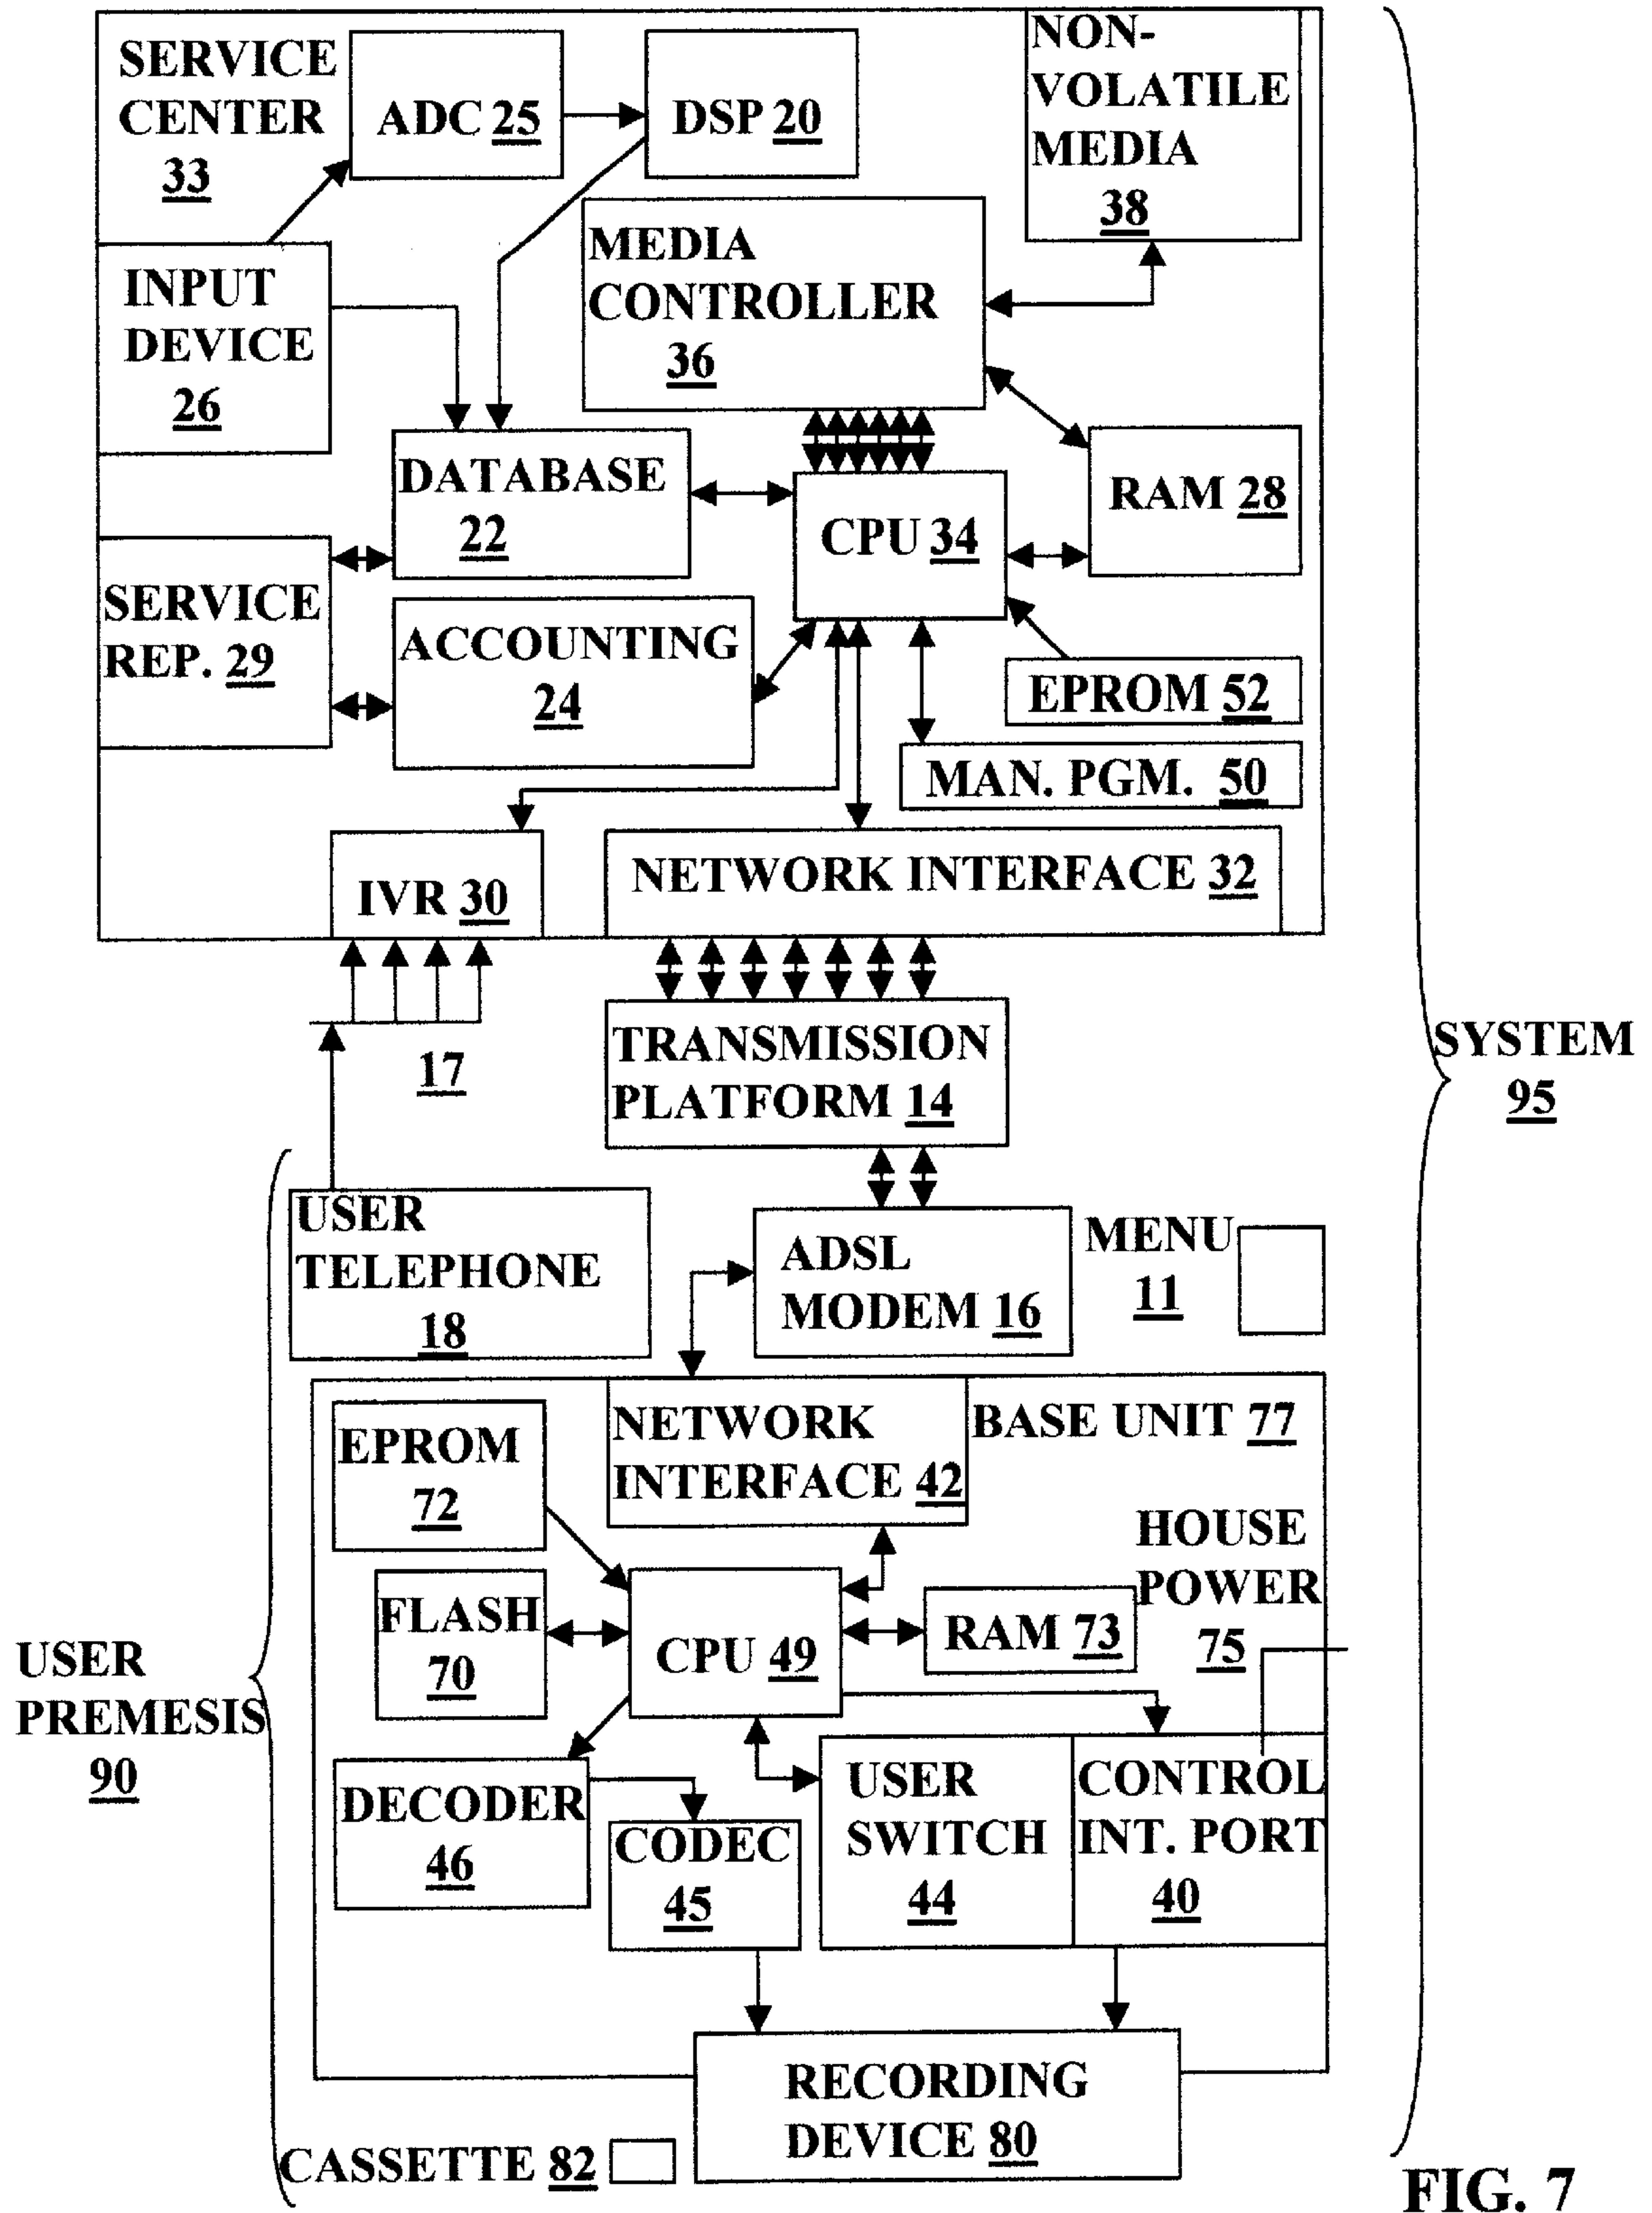 SERVICE
CENTER
33
ADC 25
DSP 20
NON-
VOLATILE
MEDIA
38
INPUT
DEVICE
26
MEDIA
CONTROLLER
36
DATABASE
22
CPU 34
RAM 28
SERVICE
REP. 29
ACCOUNTING
24
EPROM 52
MAN. PGM. 50
IVR 30
NETWORK INTERFACE 32
17
TRANSMISSION
PLATFORM 14
SYSTEM
95
USER
TELEPHONE
18
ADSL
MODEM 16
MENU
11
EPROM
72
NETWORK
INTERFACE 42
BASE UNIT 77
HOUSE
POWER
75
FLASH
70
CPU 49
RAM 73
USER
PREMESIS
90
DECODER
46
CODEC
45
USER
SWITCH
44
CONTROL
INT. PORT
40
RECORDING
DEVICE 80
CASSETTE 82
FIG. 7